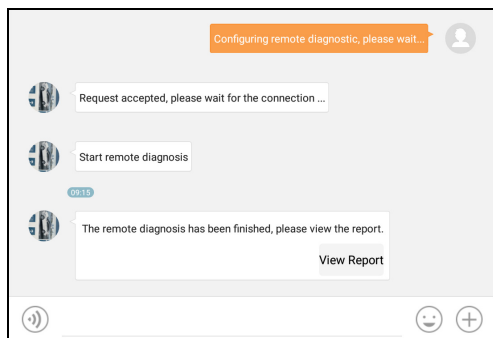 Configuring remote diagnostic, please wait...
Request accepted, please wait for the connection ...
Start remote diagnosis
09:15
The remote diagnosis has been finished, please view the report.
View Report